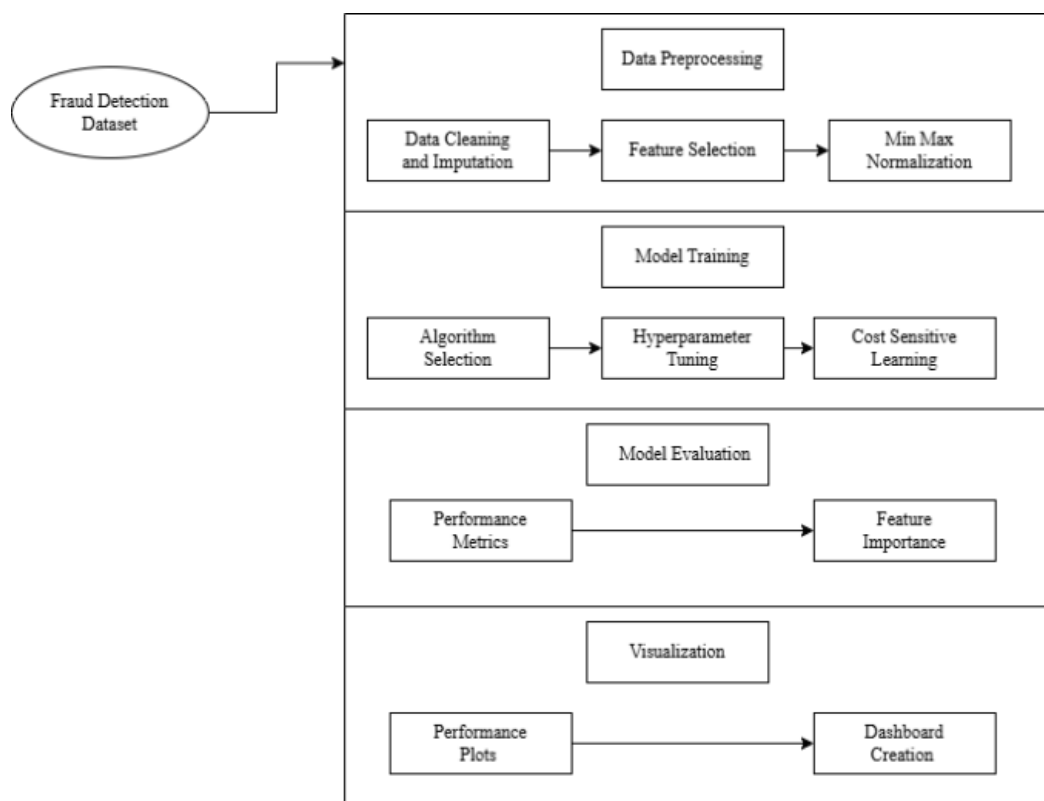 Fraud Detection
Dataset
Data Preprocessing
Data Cleaning
and Imputation
Feature Selection
Min Max
Normalization
Model Training
Algorithm
Selection
Hyperparameter
Tuning
Cost Sensitive
Learning
Model Evaluation
Performance
Metrics
Feature
Importance
Visualization
Performance
Plots
Dashboard
Creation